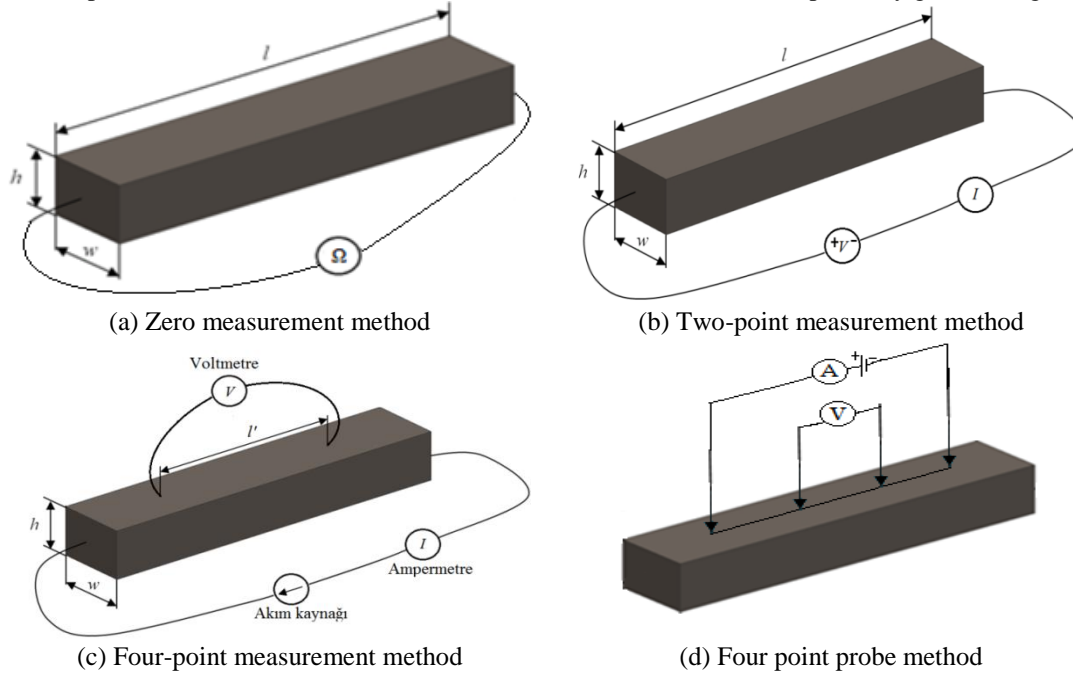 l
h
w
Ω
(a) Zero measurement method
l
h
w
+V-
I
(b) Two-point measurement method
Voltmetre
V
l'
h
w
I
Ampermetre
Akım kaynağı
(c) Four-point measurement method
+ -
A
V
(d) Four point probe method